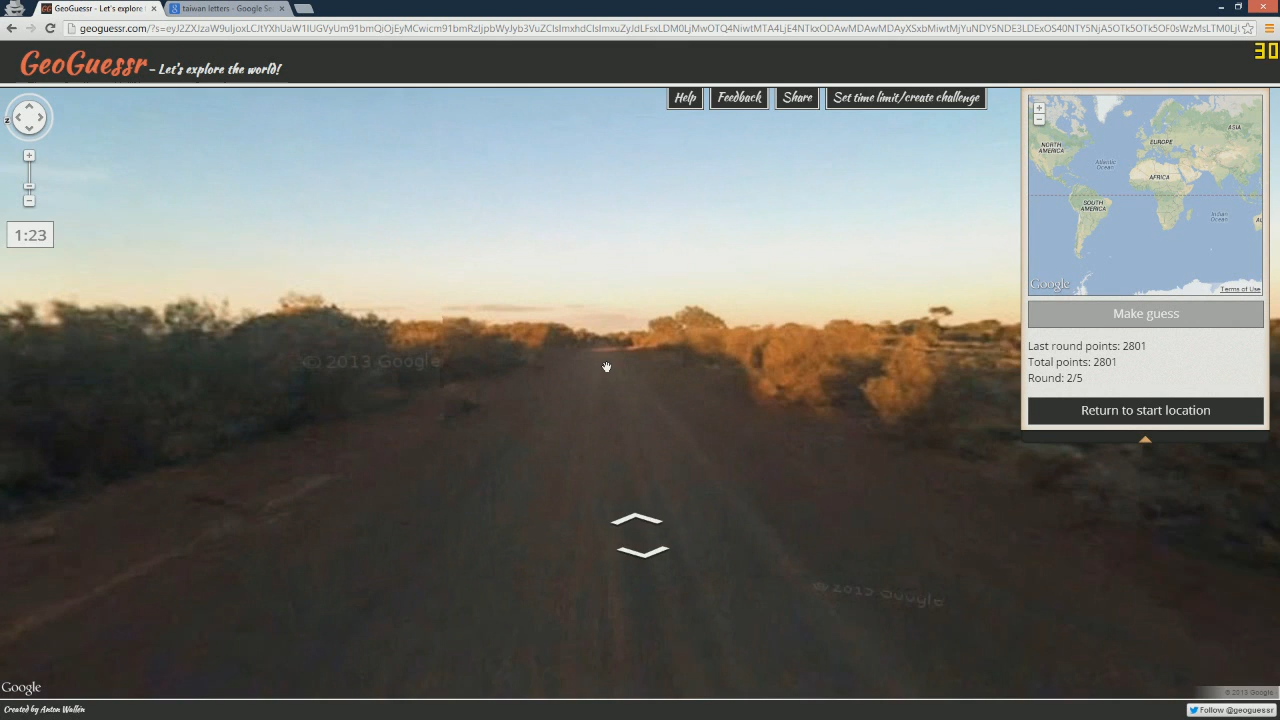 GeoGuessr - Let's explore
taiwan letters - Google Se
30
GeoGuessr - Let's explore the world!
Help
Feedback
Share
Set time limit/create challenge
NORTH AMERICA
Atlantic Ocean
EUROPE
ASIA
AFRICA
SOUTH AMERICA
Indian Ocean
AU
Google
Terms of Use
1:23
Make guess
Last round points: 2801
Total points: 2801
Round: 2/5
Return to start location
© 2013 Google
© 2013 Google
Google
© 2013 Google
Created by Anton Wallén
Follow @geoguessr